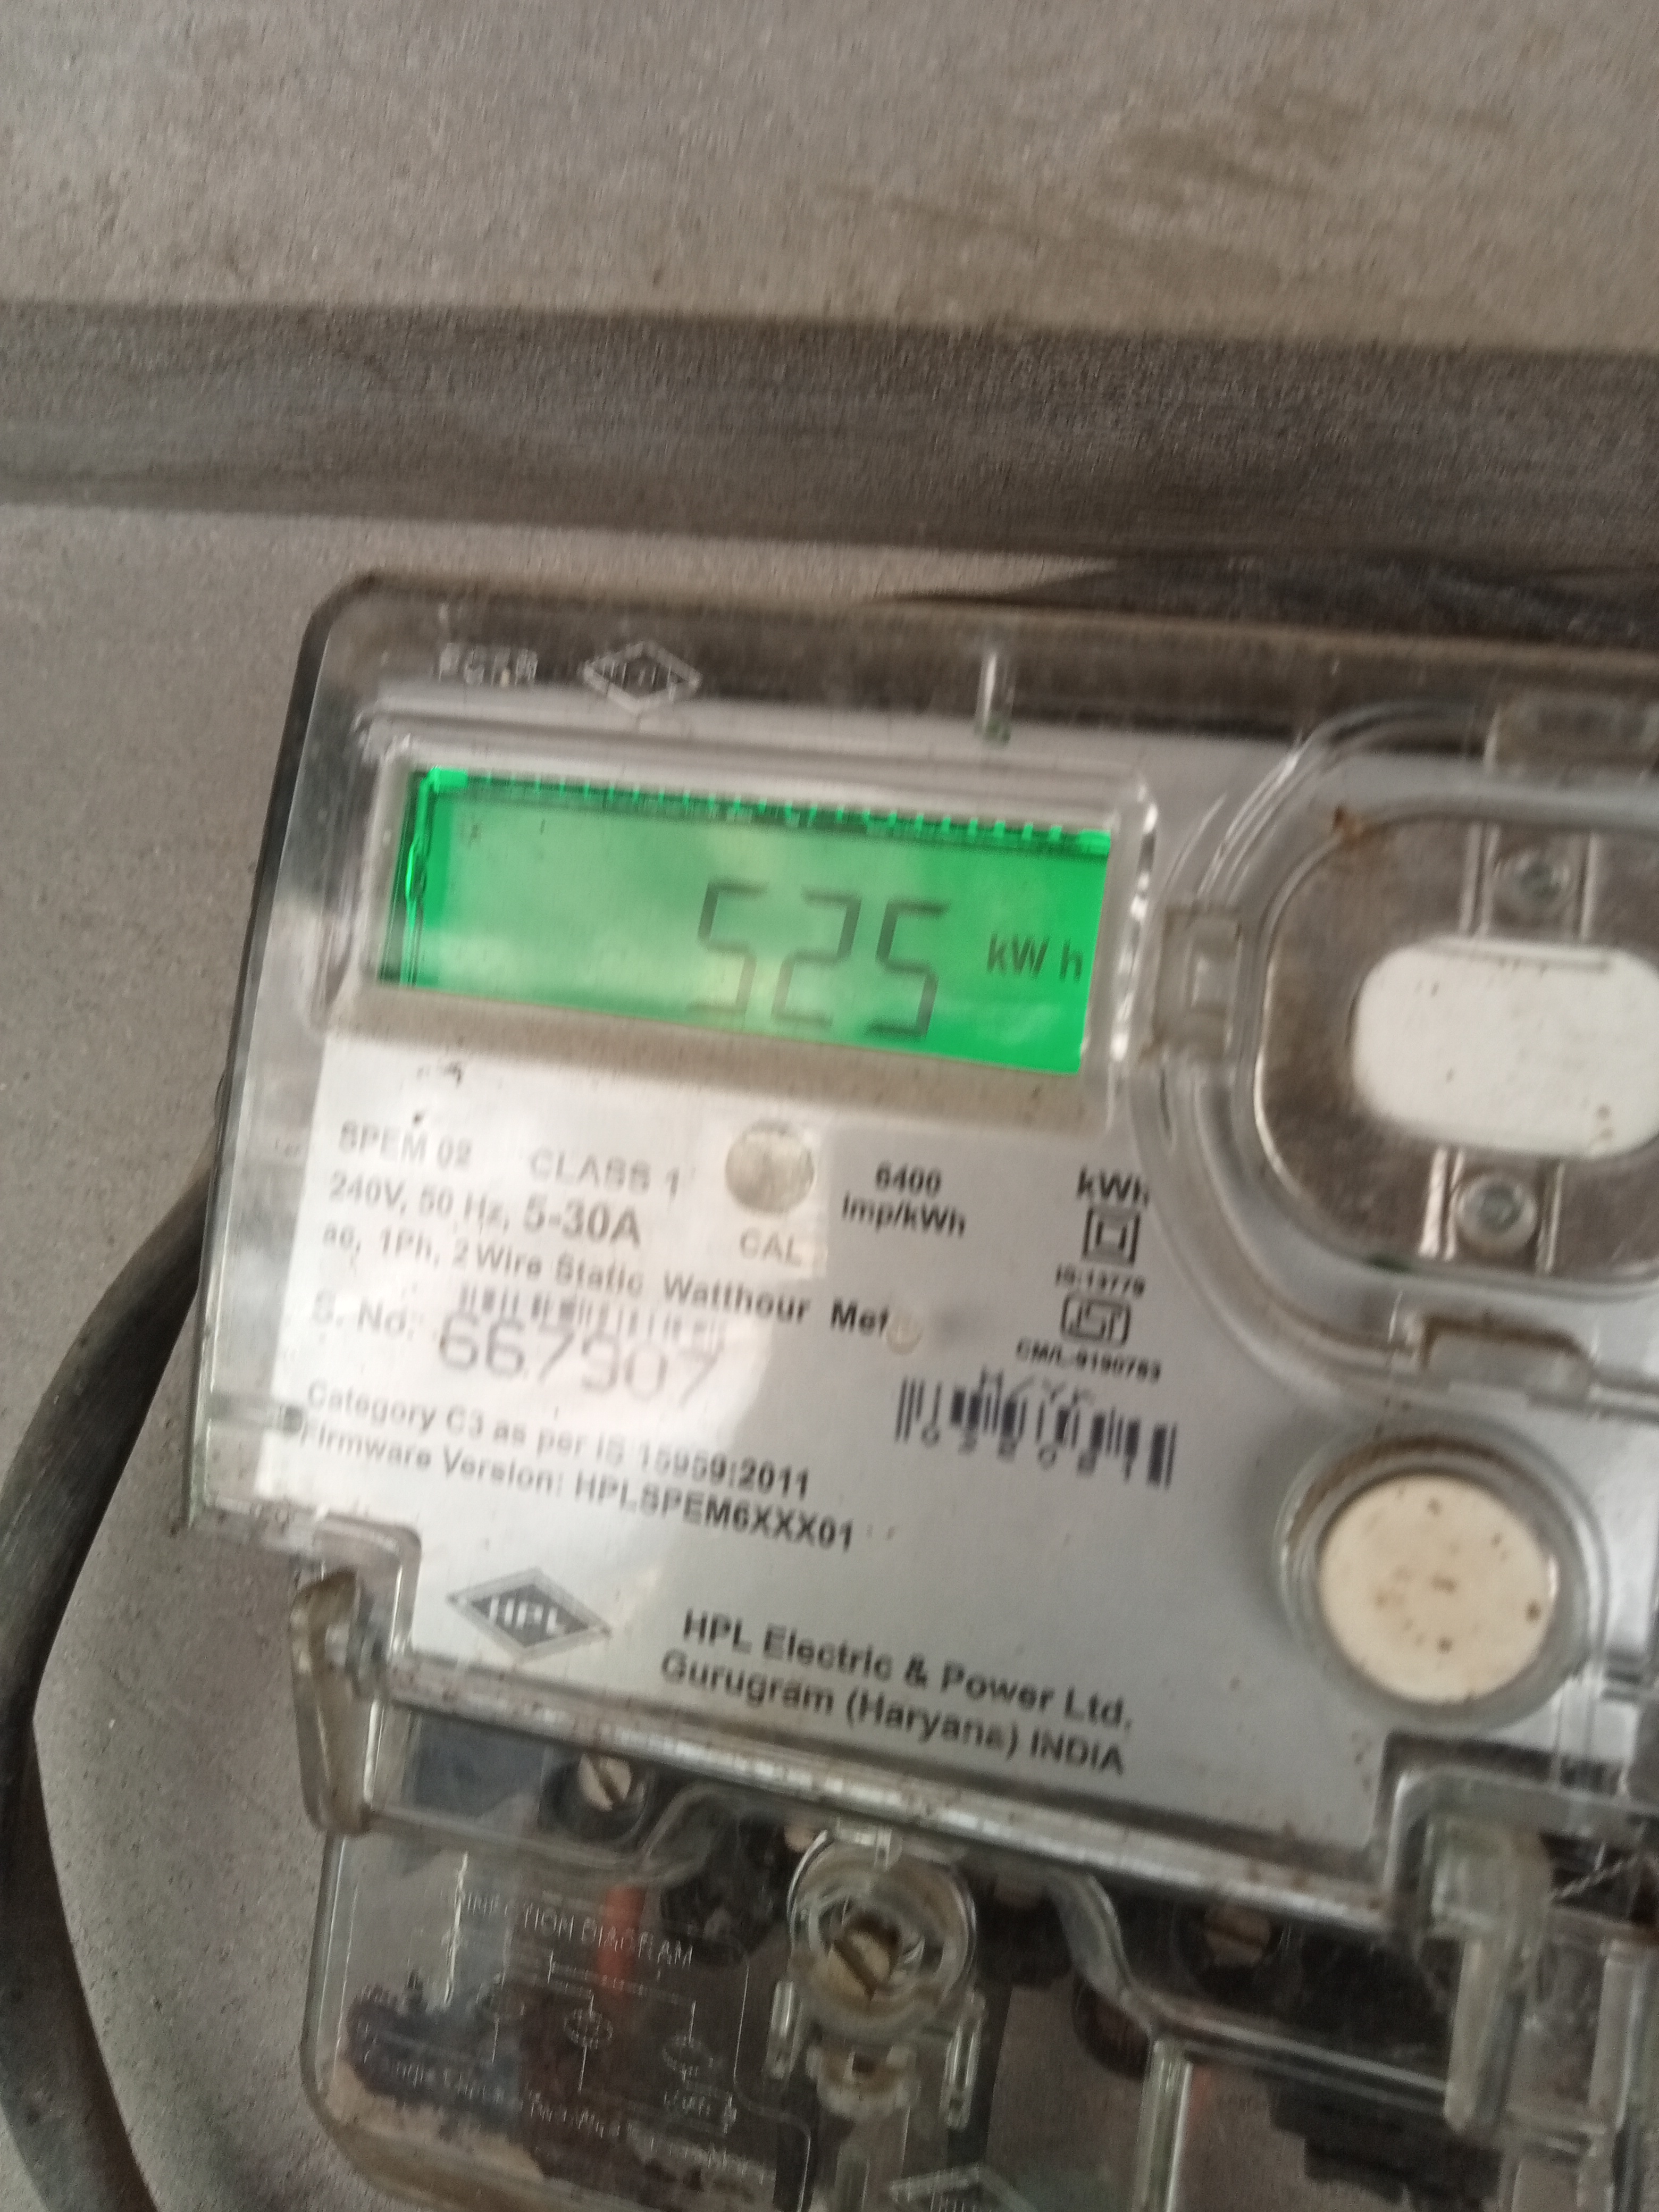 525 kWh
SPEM 02 CLASS 1
240V, 50 Hz, 5-30A
ac, 1Ph, 2 Wire Static Watthour
CAL
6400
imp/kWh
kWh
IS:13779
S. No.
667907
Category C3 as per IS 15959:2011
Firmware Version: HPLSPEM6XXX01
HPL
HPL Electric & Power Ltd.
Gurugram (Haryana) INDIA
DIAGRAM